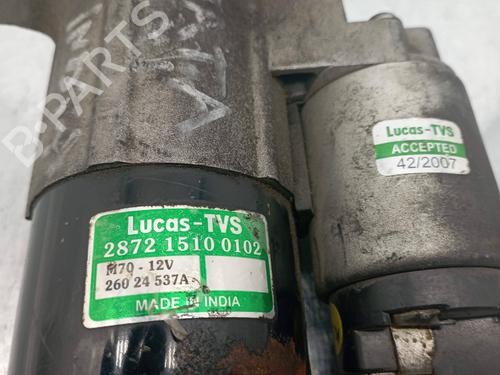 B-PARTS
Lucas-TVS
ACCEPTED
42/2007
Lucas-TVS
2872 1510 0102
M70 - 12V
260 24 537A
MADE IN INDIA